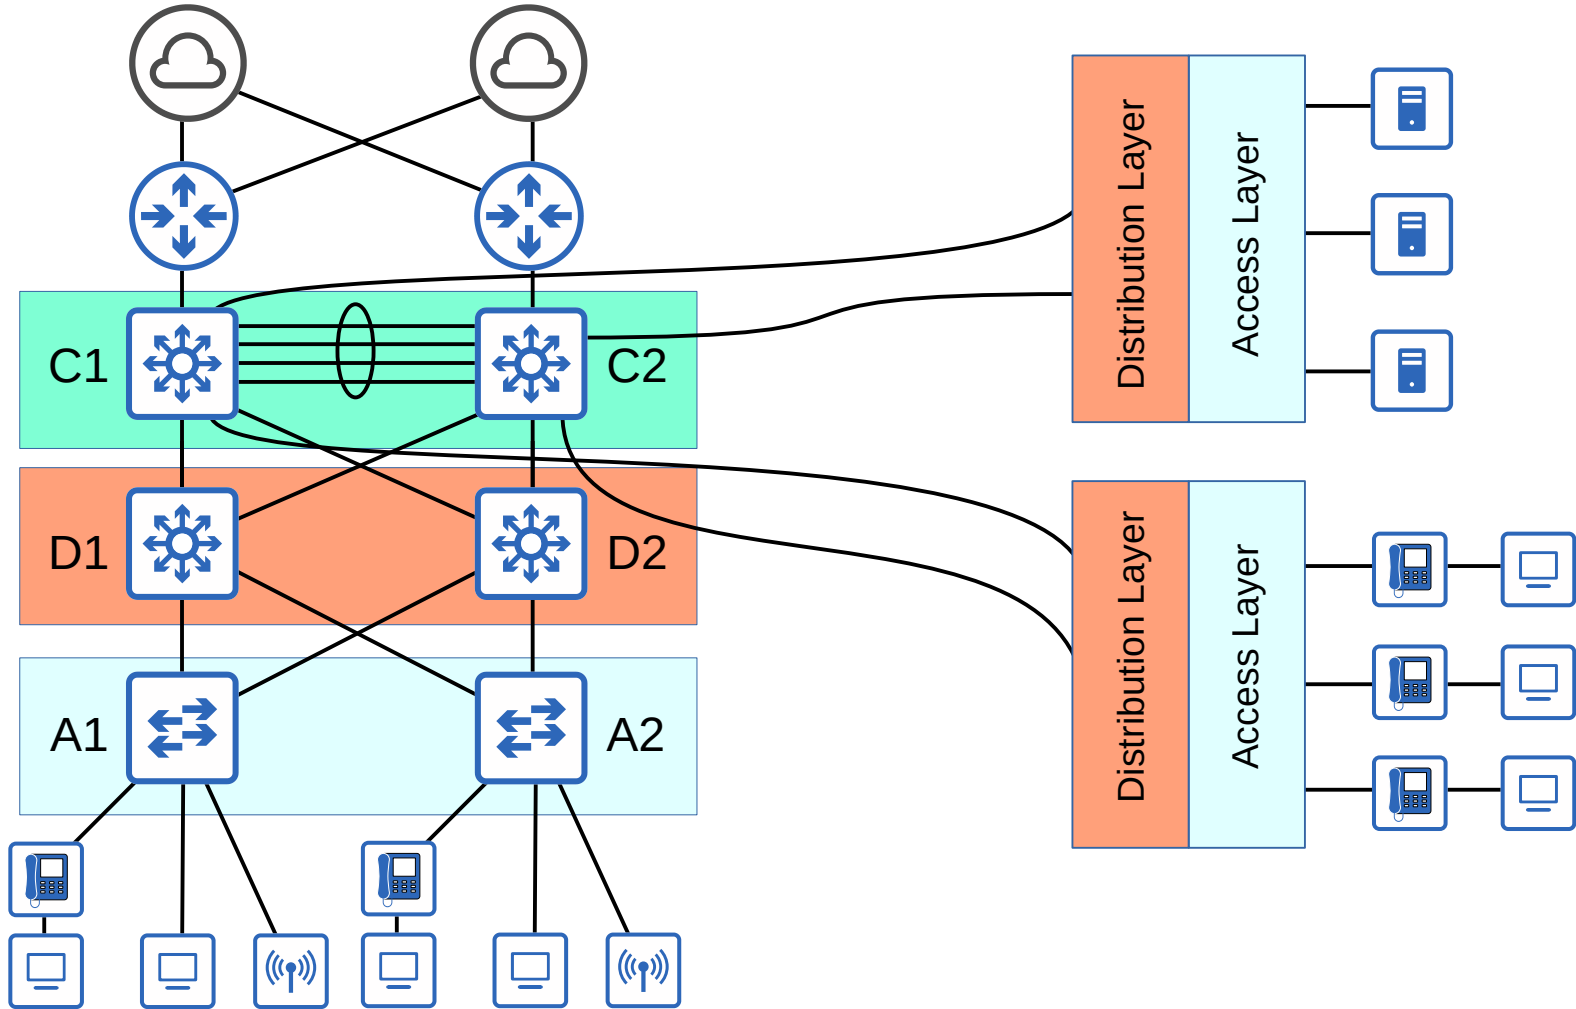 C1
C2
D1
D2
A1
A2
Distribution Layer
Access Layer
Distribution Layer
Access Layer